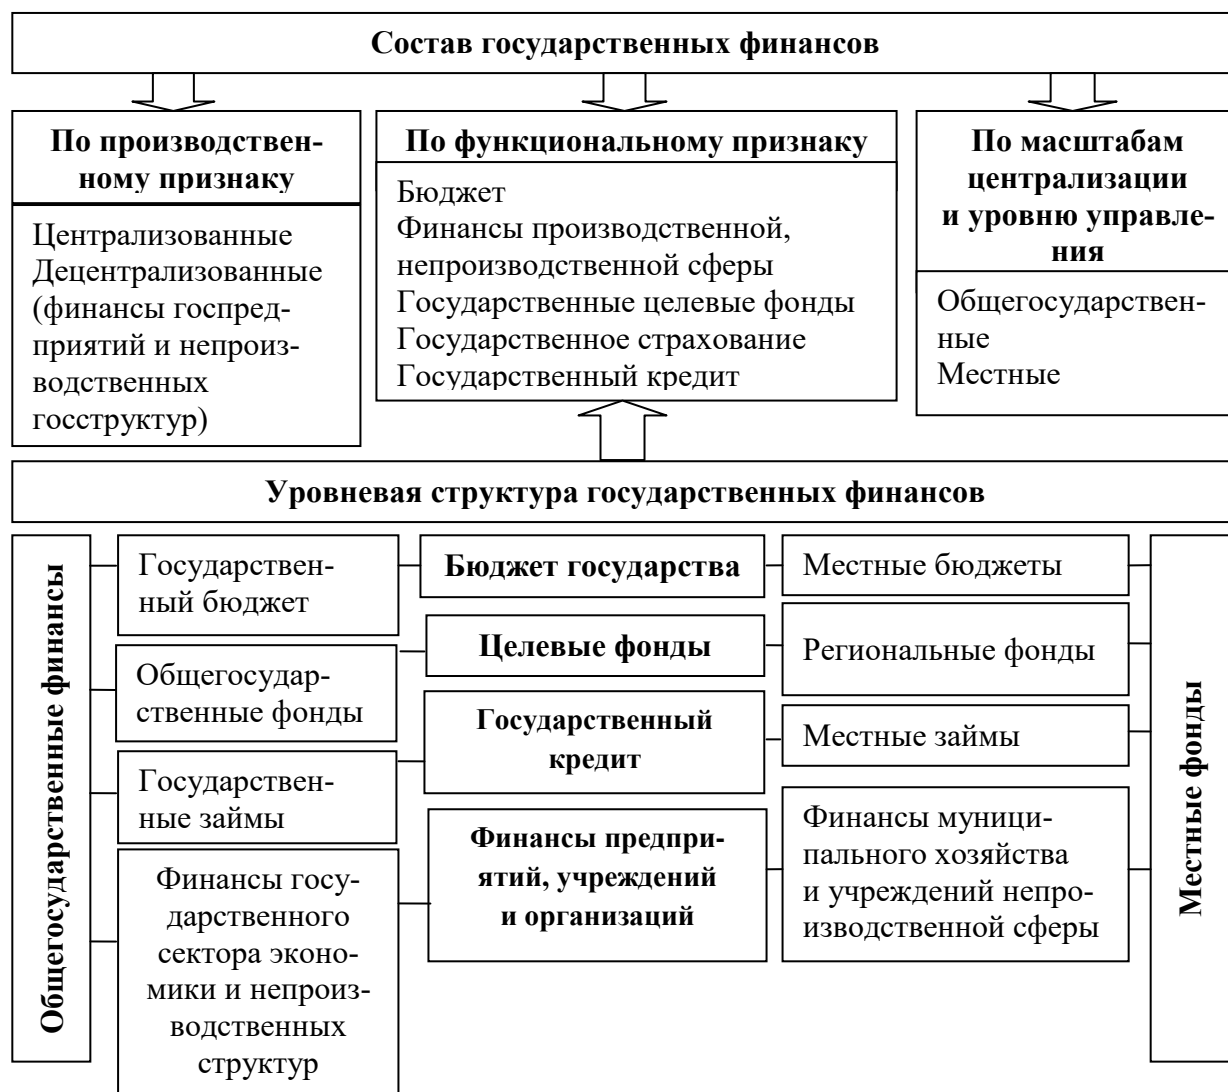 Состав государственных финансов
По производствен-
ному признаку
Централизованные
Децентрализованные
(финансы госпред-
приятий и непроиз-
водственных
госструктур)
По функциональному признаку
Бюджет
Финансы производственной,
непроизводственной сферы
Государственные целевые фонды
Государственное страхование
Государственный кредит
По масштабам
централизации
и уровню управле-
ния
Общегосударствен-
ные
Местные
Уровневая структура государственных финансов
Общегосударственные финансы
Государствен-
ный бюджет
Бюджет государства
Местные бюджеты
Общегосудар-
ственные фонды
Целевые фонды
Региональные фонды
Государствен-
ные займы
Государственный
кредит
Местные займы
Финансы госу-
дарственного
сектора эконо-
мики и непроиз-
водственных
структур
Финансы предпри-
ятий, учреждений
и организаций
Финансы муници-
пального хозяйства
и учреждений непро-
изводственной сферы
Местные фонды